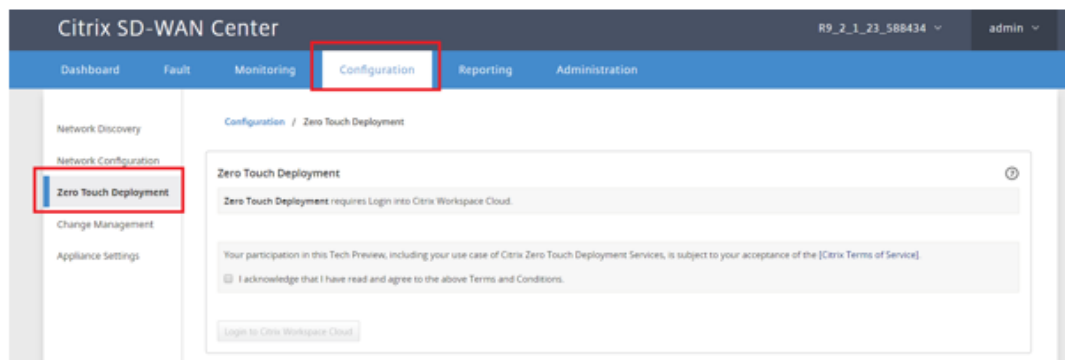 Citrix SD-WAN Center
R9_2_1_23_588434
admin
Dashboard Fault Monitoring Configuration Reporting Administration
Network Discovery
Network Configuration
Zero Touch Deployment
Change Management
Appliance Settings
Configuration / Zero Touch Deployment
Zero Touch Deployment
Zero Touch Deployment requires Login into Citrix Workspace Cloud.
Your participation in this Tech Preview, including your use case of Citrix Zero Touch Deployment Services, is subject to your acceptance of the [Citrix Terms of Service].
I acknowledge that I have read and agree to the above Terms and Conditions.
Login to Citrix Workspace Cloud